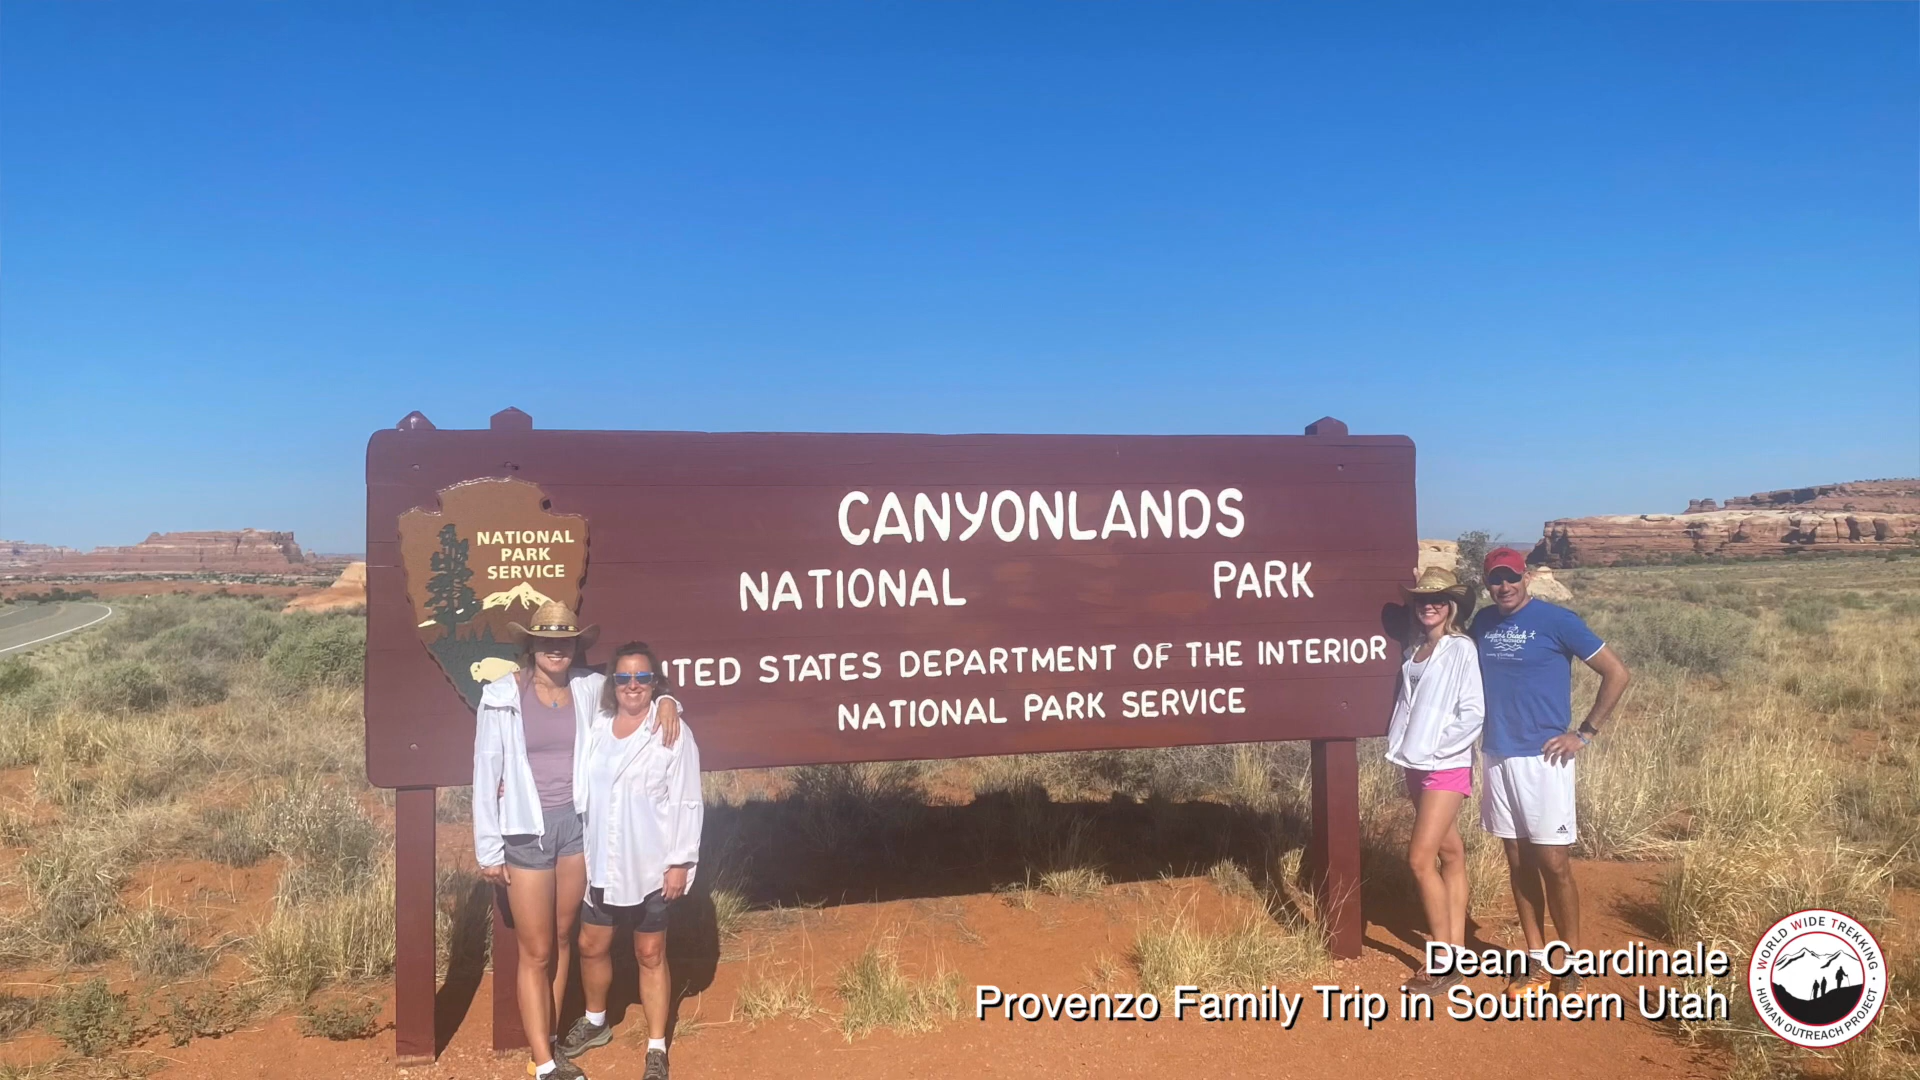 NATIONAL
PARK
SERVICE
CANYONLANDS
NATIONAL PARK
ITED STATES DEPARTMENT OF THE INTERIOR
NATIONAL PARK SERVICE
Dean Cardinale
Provenzo Family Trip in Southern Utah
WORLD WIDE TREKKING
HUMAN OUTREACH PROJECT